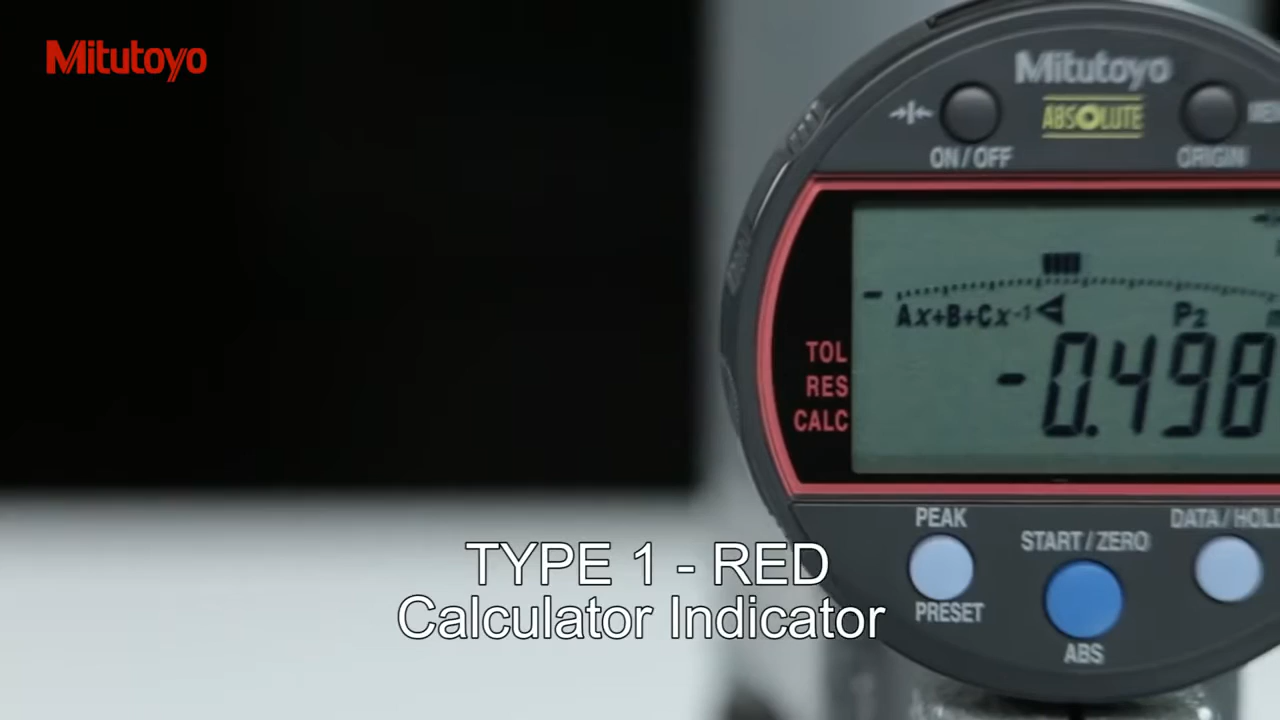 Mitutoyo
Mitutoyo
ABSOLUTE
ON/OFF
ORIGIN
Ax+B+Cx⁻¹
P2
-0.498
TOL
RES
CALC
PEAK
DATA/HOLD
START/ZERO
PRESET
ABS
TYPE 1 - RED
Calculator Indicator